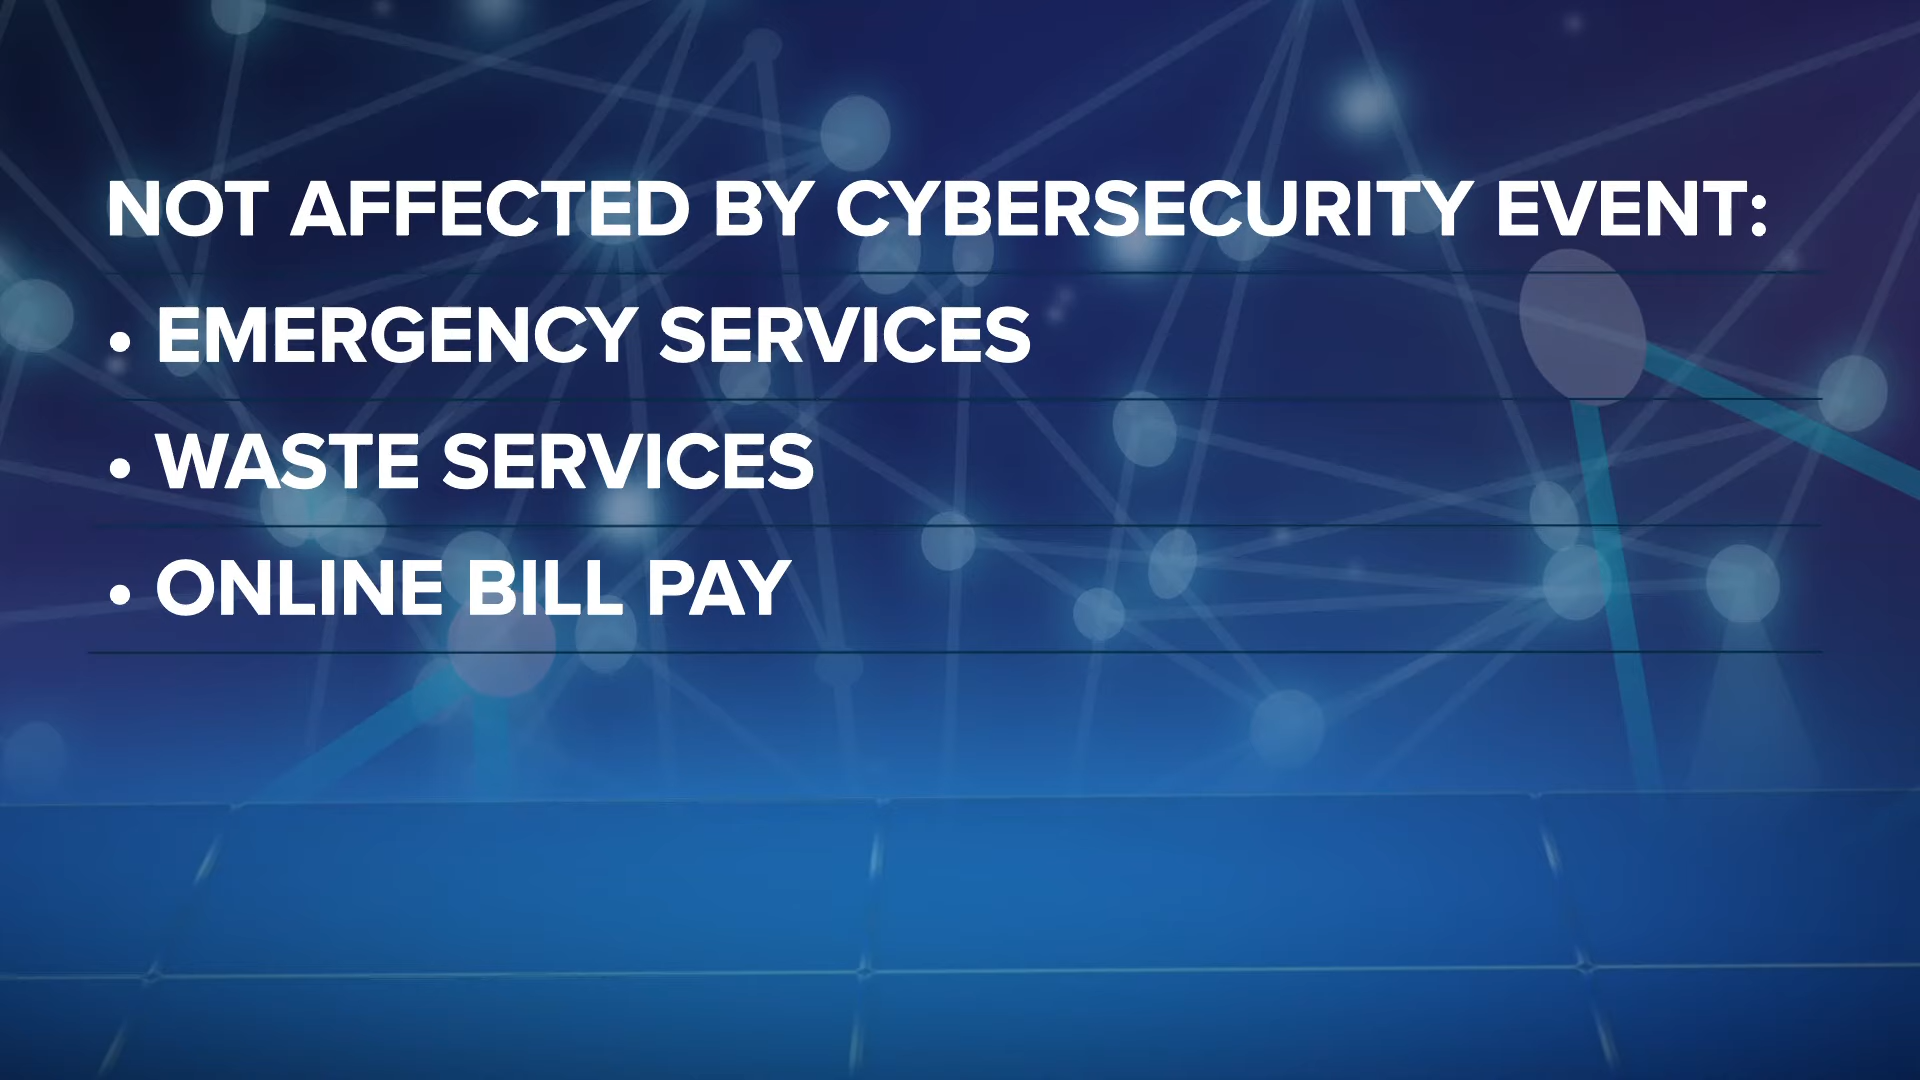 NOT AFFECTED BY CYBERSECURITY EVENT:
• EMERGENCY SERVICES
• WASTE SERVICES
• ONLINE BILL PAY